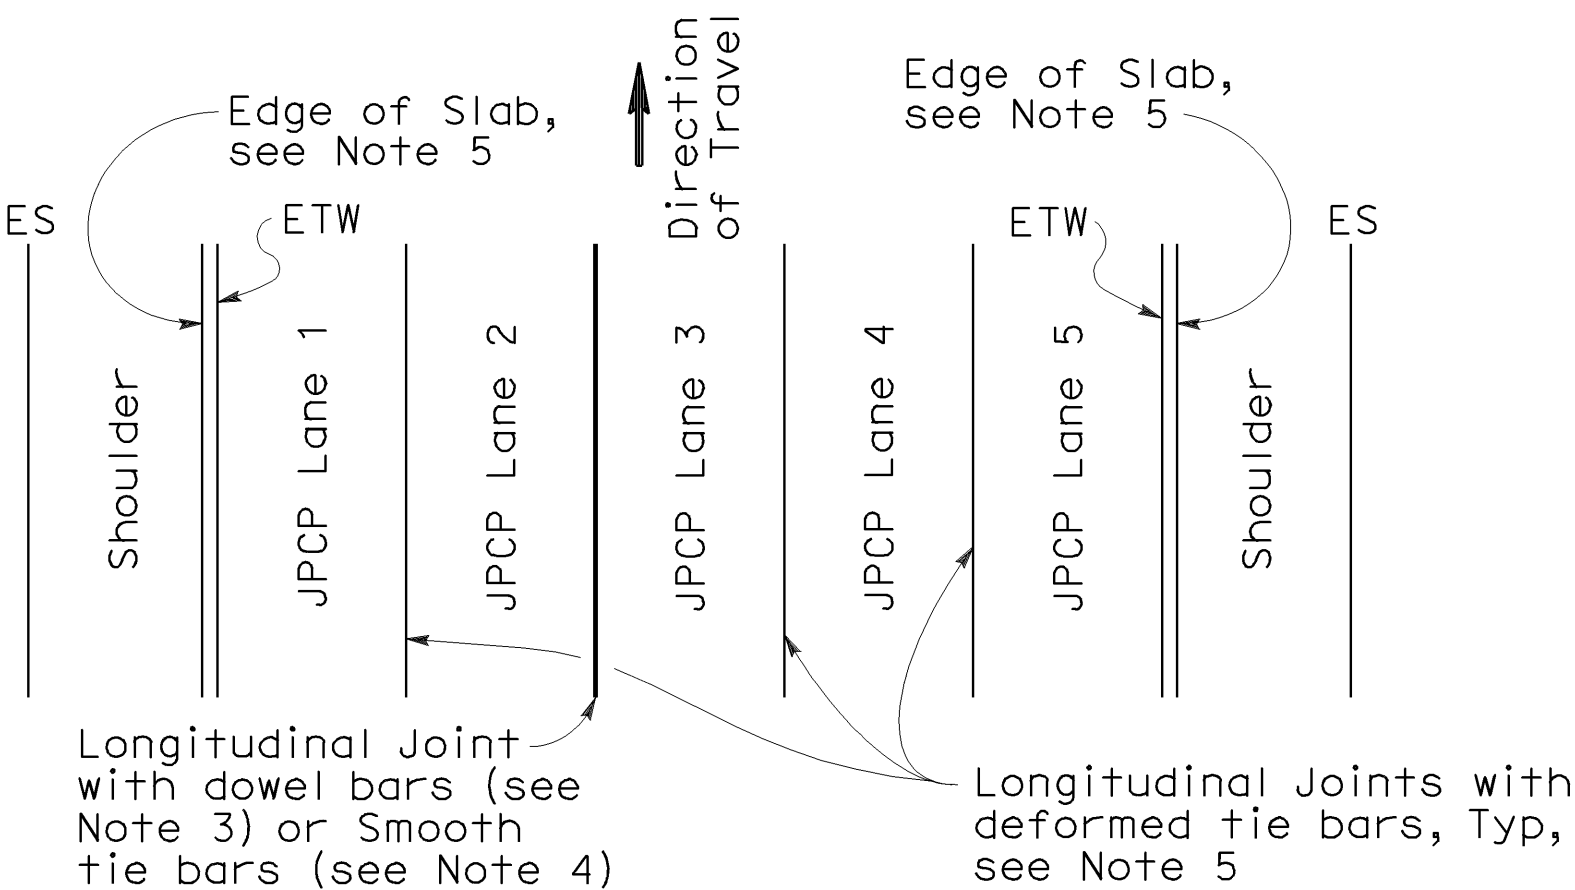 Direction
of Travel
Edge of Slab,
see Note 5
Edge of Slab,
see Note 5
ES
ETW
ETW
ES
Shoulder
JPCP Lane 1
JPCP Lane 2
JPCP Lane 3
JPCP Lane 4
JPCP Lane 5
Shoulder
Longitudinal Joint
with dowel bars (see
Note 3) or Smooth
tie bars (see Note 4)
Longitudinal Joints with
deformed tie bars, Typ,
see Note 5